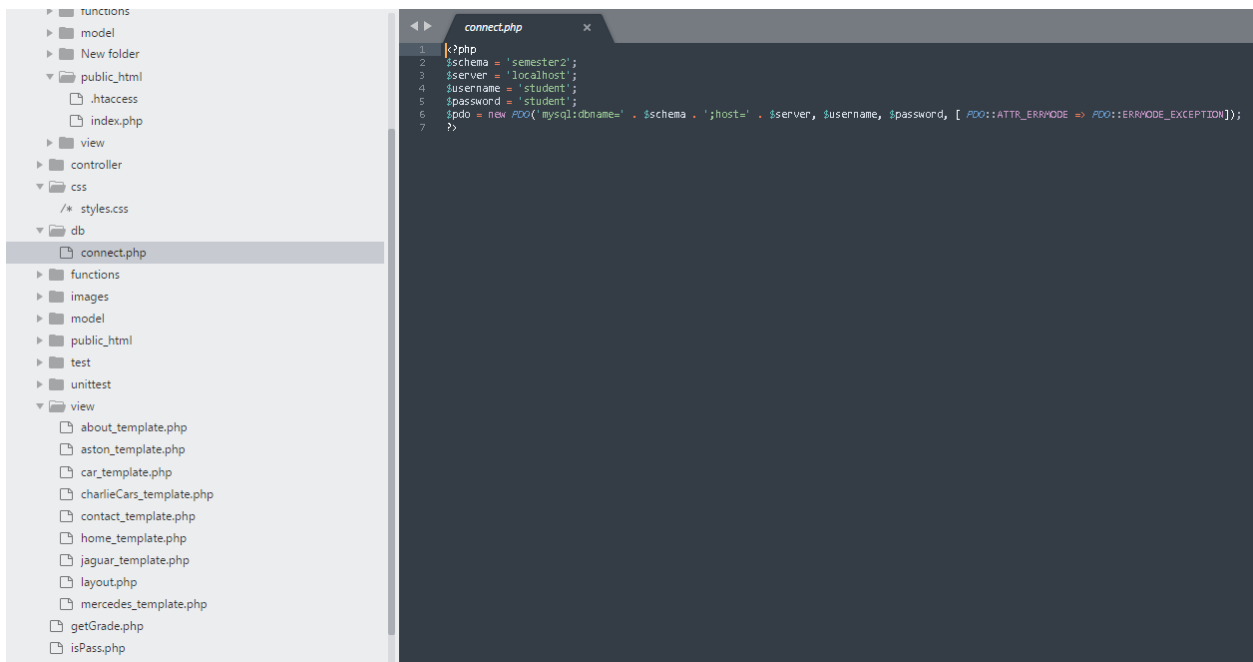 functions
model
New folder
public_html
.htaccess
index.php
view
controller
css
/* styles.css
db
connect.php
functions
images
model
public_html
test
unittest
view
about_template.php
aston_template.php
car_template.php
charlieCars_template.php
contact_template.php
home_template.php
jaguar_template.php
layout.php
mercedes_template.php
getGrade.php
isPass.php
connect.php ×
1 <?php
2 $schema = 'semester2';
3 $server = 'localhost';
4 $username = 'student';
5 $password = 'student';
6 $pdo = new PDO('mysql:dbname=' . $schema . ';host=' . $server, $username, $password, [ PDO::ATTR_ERRMODE => PDO::ERRMODE_EXCEPTION]);
7 ?>